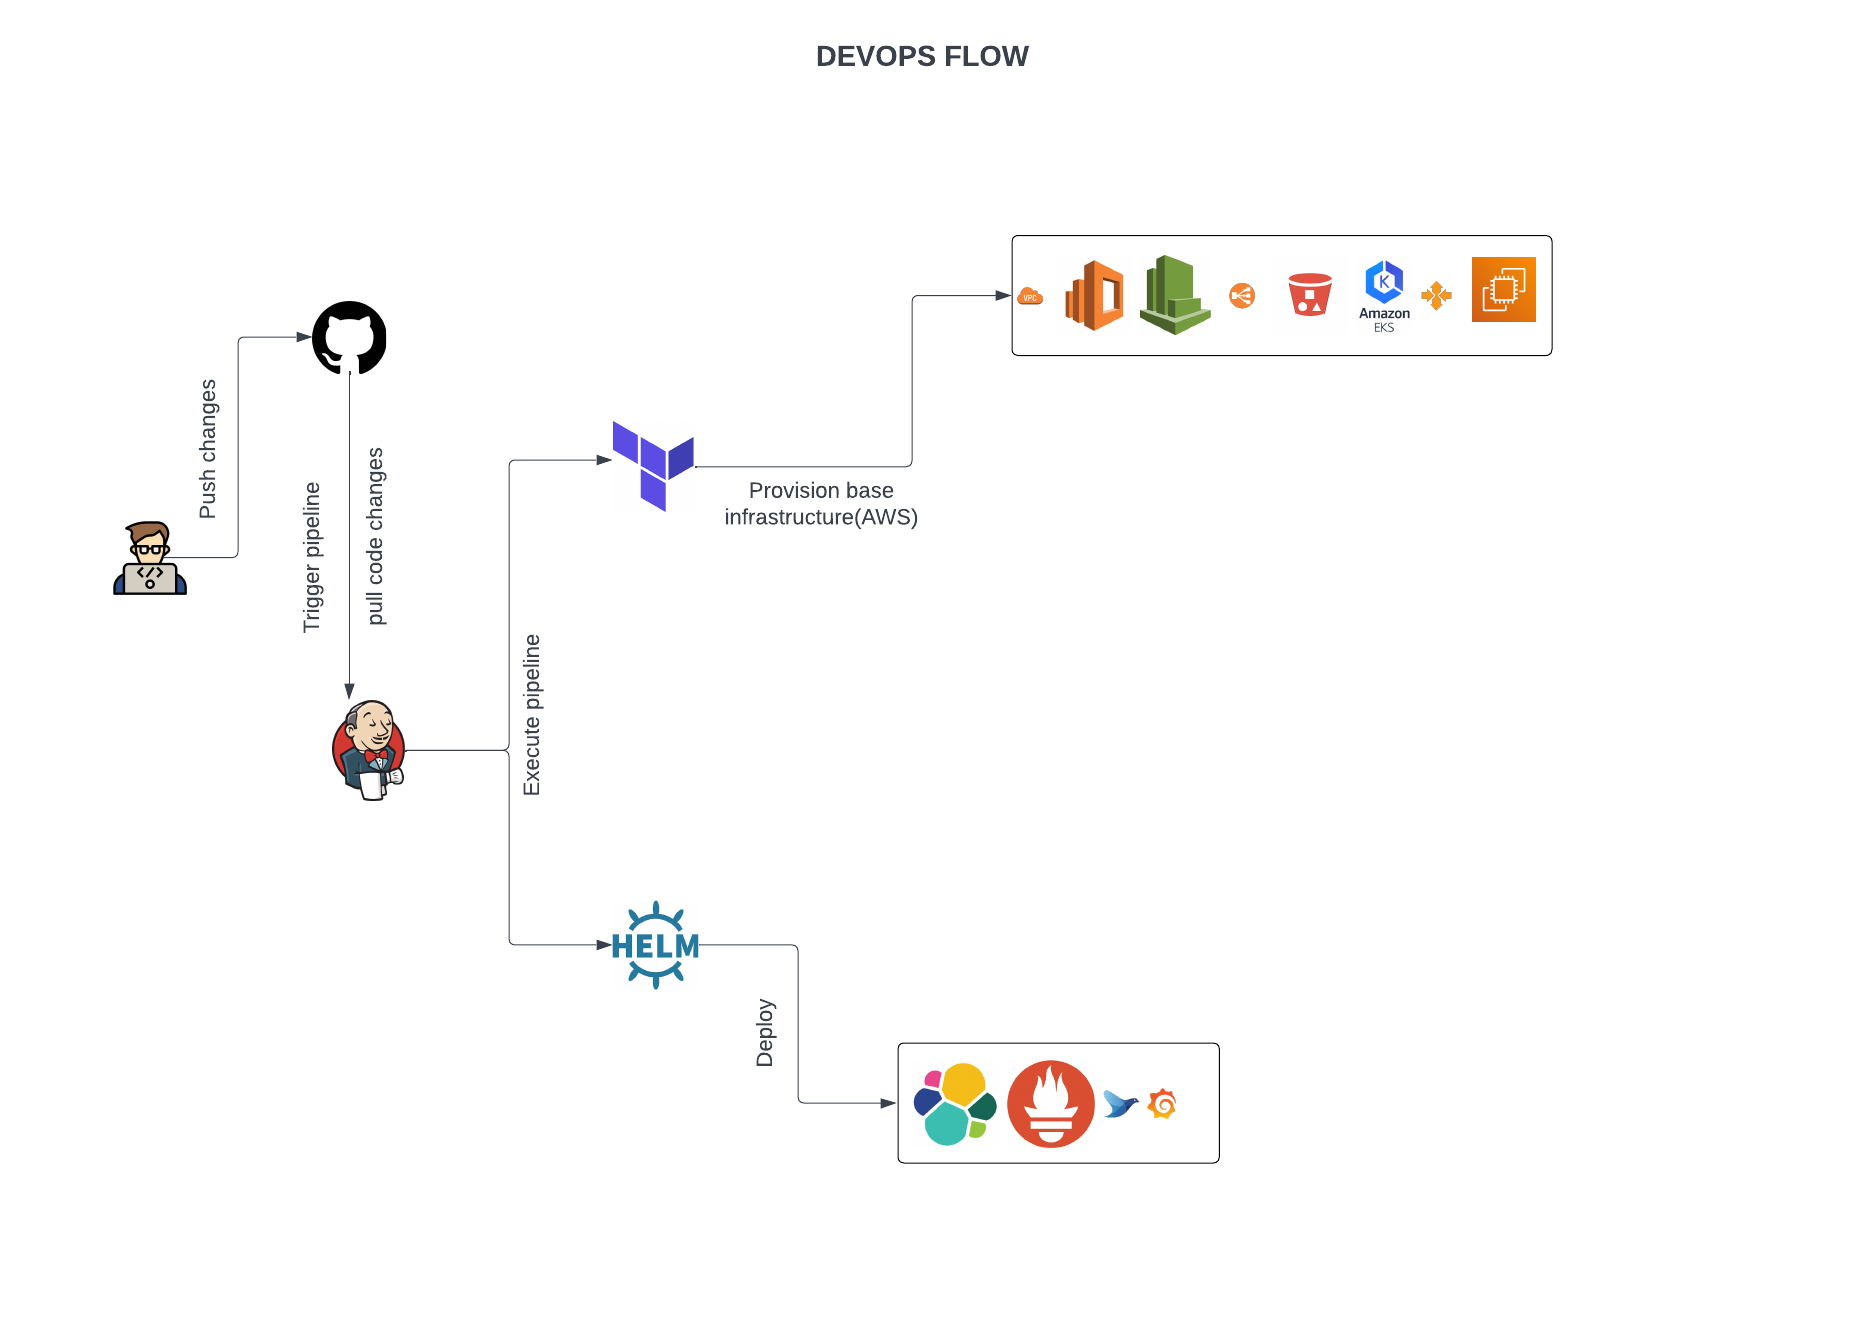 DEVOPS FLOW
VPC
K
Amazon
EKS
Push changes
Trigger pipeline
pull code changes
Provision base
infrastructure(AWS)
Execute pipeline
HELM
Deploy